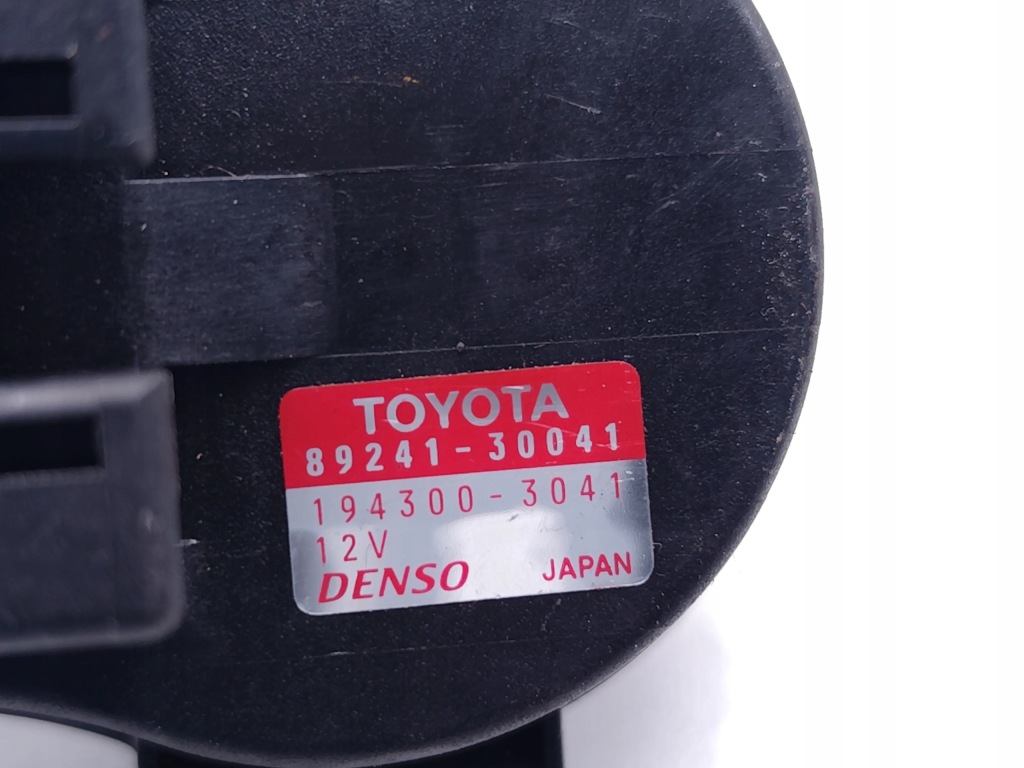 TOYOTA
89241-30041
194300-3041
12V
DENSO JAPAN